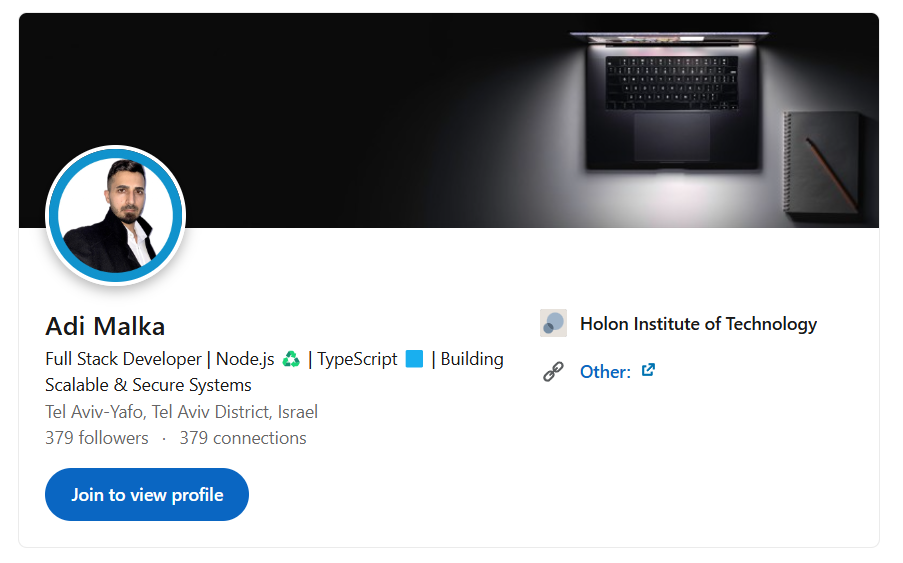 Adi Malka
Full Stack Developer | Node.js ♻️ | TypeScript 🟦 | Building
Scalable & Secure Systems
Tel Aviv-Yafo, Tel Aviv District, Israel
379 followers · 379 connections
Join to view profile
Holon Institute of Technology
Other: